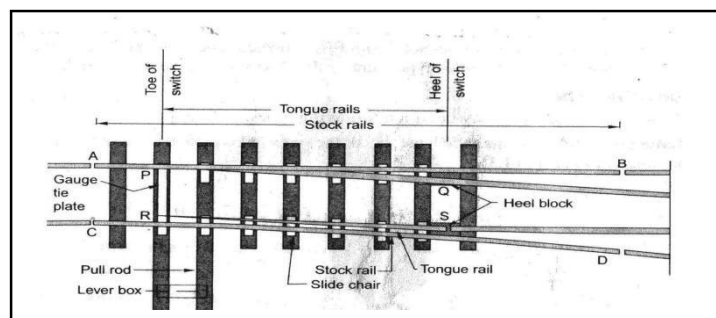 Toe of
switch
Heel of
switch
Tongue rails
Stock rails
A
B
P
Gauge
tie
plate
Q
R
S
Heel block
C
D
Pull rod
Stock rail
Tongue rail
Slide chair
Lever box